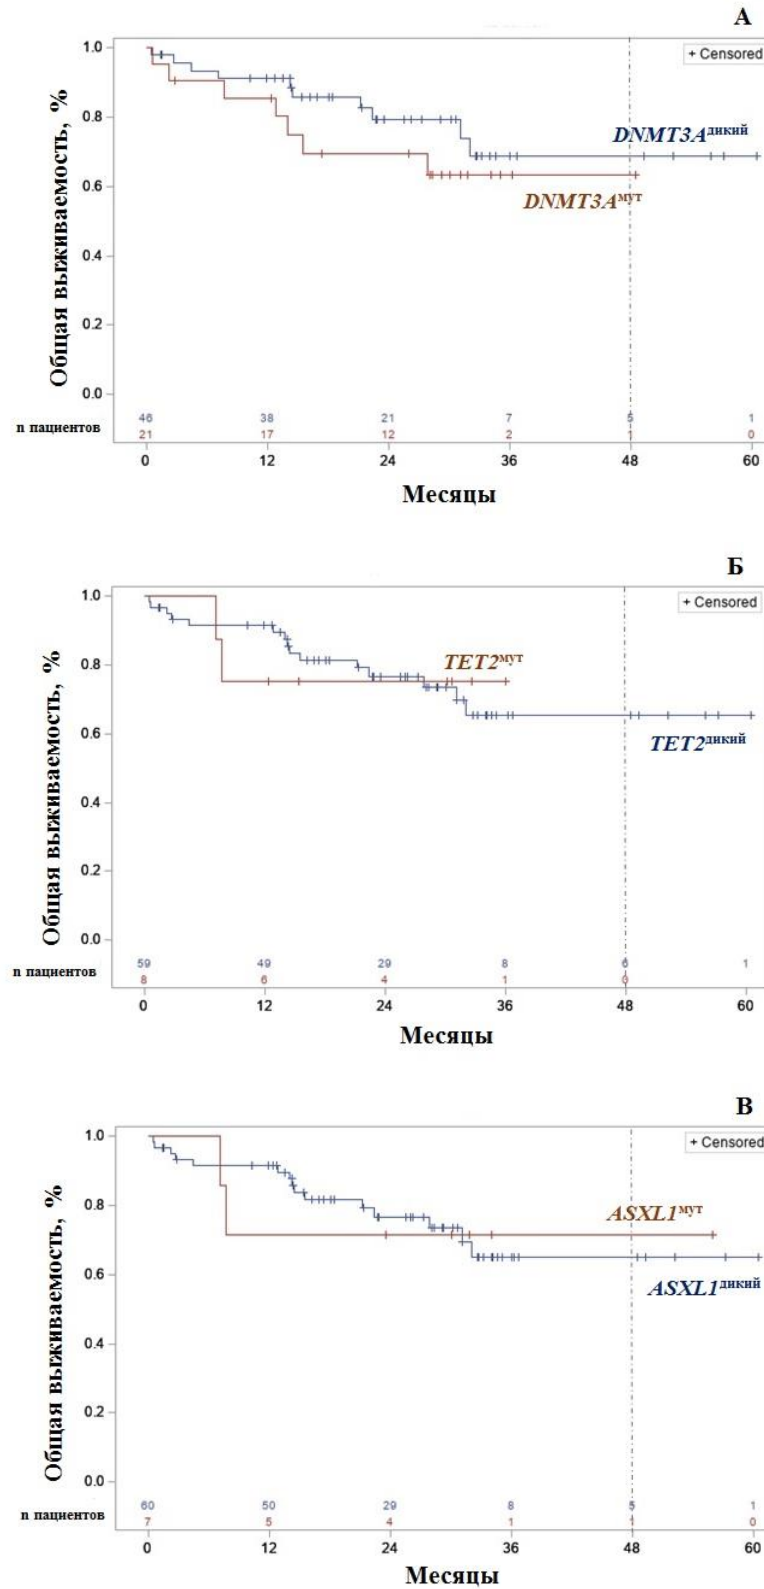 А
+ Censored
Общая выживаемость, %
1.0
0.8
0.6
0.4
0.2
0.0
DNMT3Aдикий
DNMT3Aмут
n пациентов
46 38 21 7 5 1
21 17 12 2 1 0
0 12 24 36 48 60
Месяцы
Б
+ Censored
Общая выживаемость, %
1.0
0.8
0.6
0.4
0.2
0.0
TET2мут
TET2дикий
n пациентов
59 49 29 8 6 1
8 6 4 1 0
0 12 24 36 48 60
Месяцы
В
+ Censored
Общая выживаемость, %
1.0
0.8
0.6
0.4
0.2
0.0
ASXL1мут
ASXL1дикий
n пациентов
60 50 29 8 5 1
7 5 4 1 1 0
0 12 24 36 48 60
Месяцы